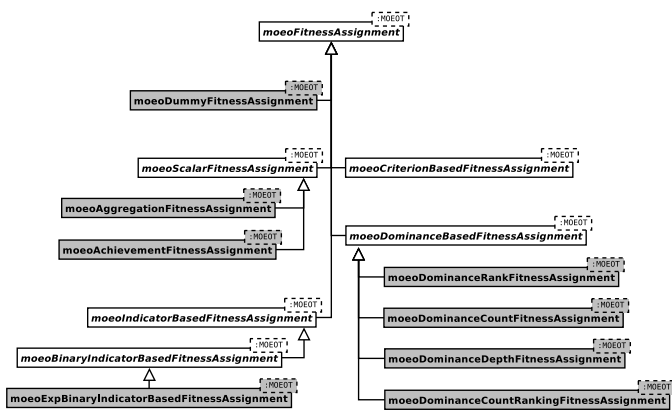 :MOEOT
moeoFitnessAssignment
:MOEOT
moeoDummyFitnessAssignment
:MOEOT
moeoScalarFitnessAssignment
:MOEOT
moeoCriterionBasedFitnessAssignment
:MOEOT
moeoAggregationFitnessAssignment
:MOEOT
moeoAchievementFitnessAssignment
:MOEOT
moeoDominanceBasedFitnessAssignment
:MOEOT
moeoDominanceRankFitnessAssignment
:MOEOT
moeoIndicatorBasedFitnessAssignment
:MOEOT
moeoDominanceCountFitnessAssignment
:MOEOT
moeoBinaryIndicatorBasedFitnessAssignment
:MOEOT
moeoDominanceDepthFitnessAssignment
:MOEOT
moeoExpBinaryIndicatorBasedFitnessAssignment
:MOEOT
moeoDominanceCountRankingFitnessAssignment